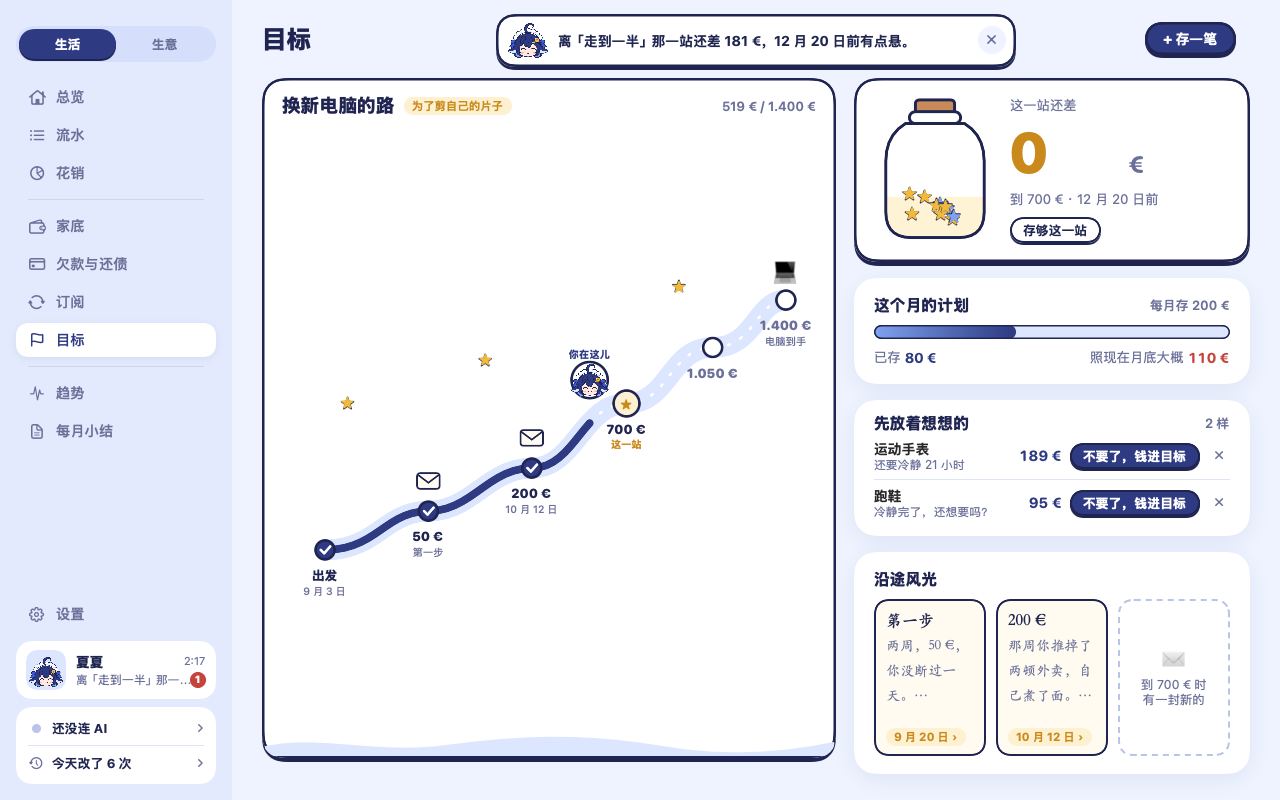 生活
生意
总览
流水
花销
家底
欠款与还债
订阅
目标
趋势
每月小结
设置
夏夏
2:17
离「走到一半」那一…
1
还没连 AI
今天改了 6 次
目标
离「走到一半」那一站还差 181 €，12 月 20 日前有点悬。
+ 存一笔
换新电脑的路
为了剪自己的片子
519 € / 1.400 €
1.400 €
电脑到手
1.050 €
你在这儿
700 €
这一站
200 €
10 月 12 日
50 €
第一步
出发
9 月 3 日
这一站还差
0 €
到 700 € · 12 月 20 日前
存够这一站
这个月的计划
每月存 200 €
已存 80 €
照现在月底大概 110 €
先放着想想的
2 样
运动手表
还要冷静 21 小时
189 €
不要了，钱进目标
跑鞋
冷静完了，还想要吗?
95 €
不要了，钱进目标
沿途风光
第一步
两周，50 €，
你没断过一
天。…
9 月 20 日 ›
200 €
那周你推掉了
两顿外卖，自
己煮了面。…
10 月 12 日 ›
到 700 € 时
有一封新的